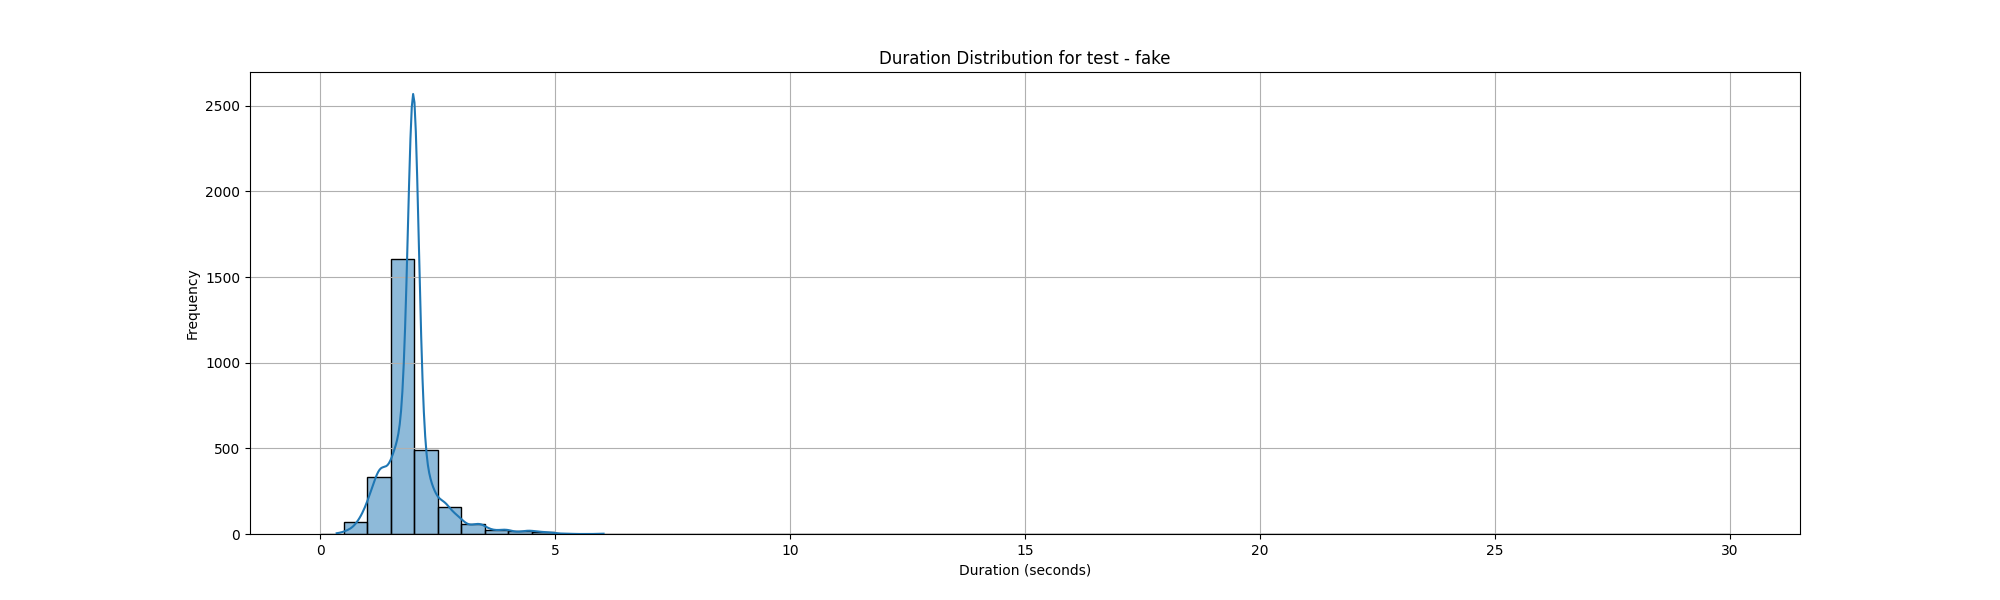 Duration Distribution for test - fake
2500
2000
1500
1000
500
0
Frequency
0 5 10 15 20 25 30
Duration (seconds)